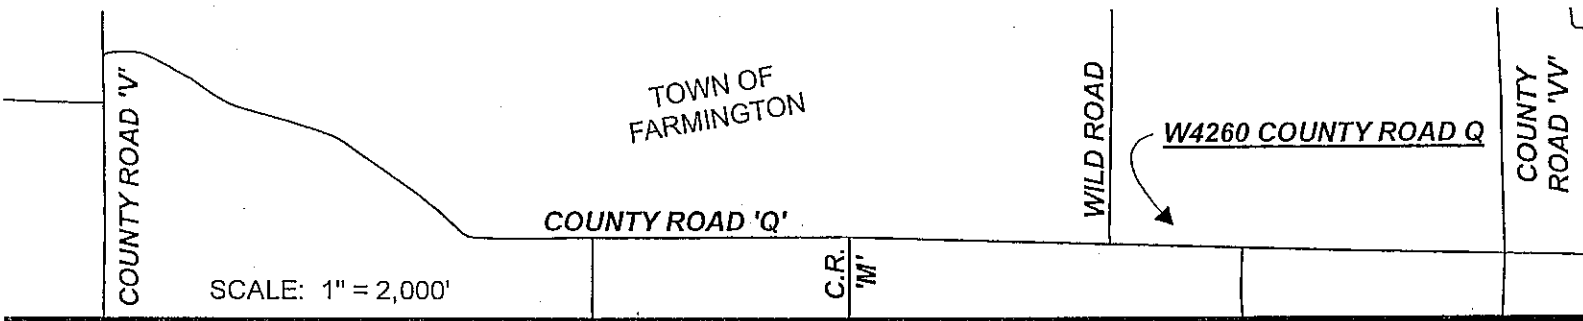 COUNTY ROAD 'V'
TOWN OF
FARMINGTON
SCALE: 1" = 2,000'
COUNTY ROAD 'Q'
C.R.
'M'
WILD ROAD
W4260 COUNTY ROAD Q
COUNTY
ROAD 'VV'